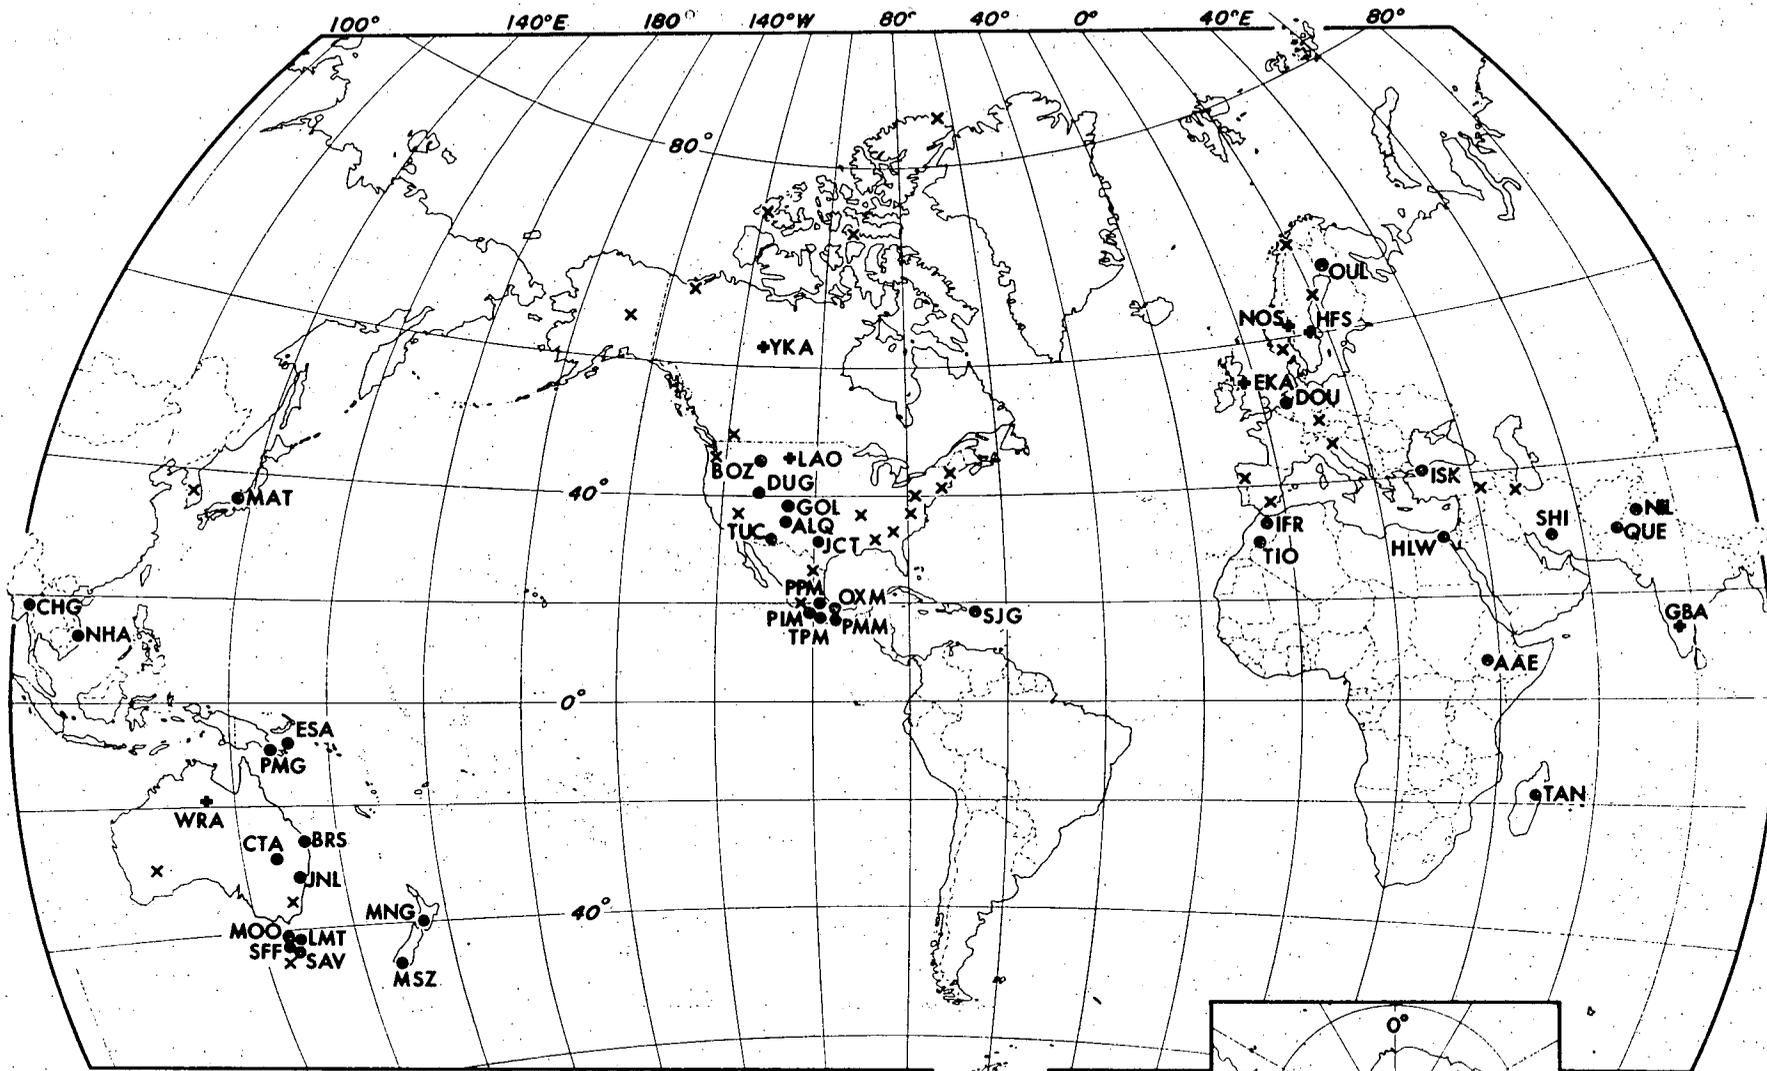 100° 140°E 180° 140°W 80° 40° 0° 40°E 80°
80°
OUL
NOS HFS
YKA
EKA
DOU
BOZ LAO
ISK
DUG
MAT 40°
GOL
NIL
ALQ IFR SHI
TUC QUE
JCT HLW
TIO
PPM
OXM
CHG
PIM SJG GBA
PMM
NHA TPM
AAE
0°
ESA
PMG
TAN
WRA
BRS
CTA
JNL
MNG 40°
MOO
LMT
SFF
SAV
MSZ
0°